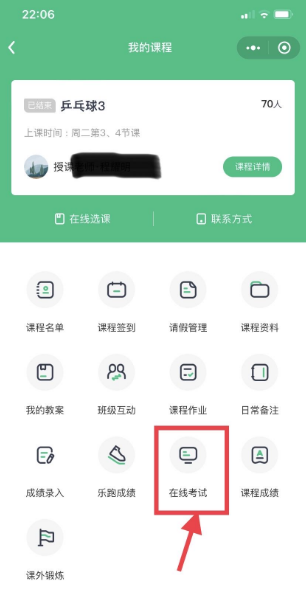 22:06
我的课程
已结束 乒乓球3 70人
上课时间：周二第3、4节课
授课
课程详情
在线选课 联系方式
课程名单 课程签到 请假管理 课程资料
我的教案 班级互动 课程作业 日常备注
成绩录入 乐跑成绩 在线考试 课程成绩
课外锻炼